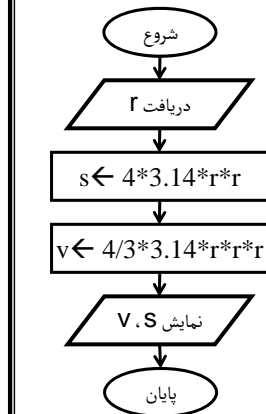 شروع
دریافت r
s← 4*3.14*r*r
v← 4/3*3.14*r*r*r
نمایش v ، s
پایان